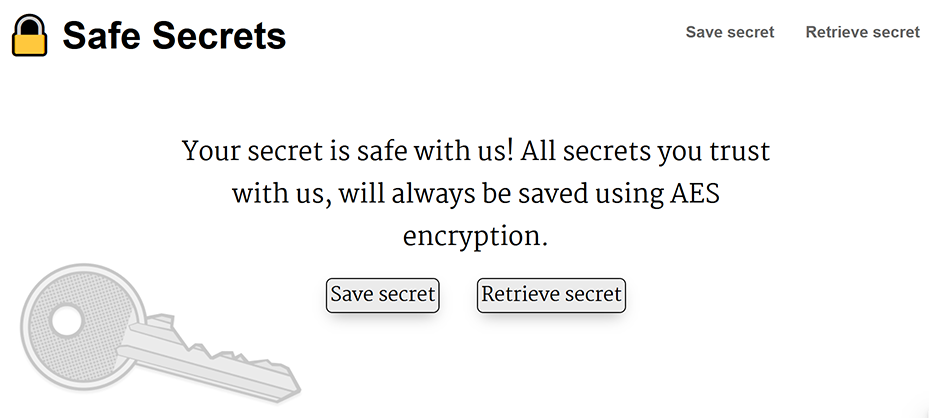 Safe Secrets
Save secret
Retrieve secret
Your secret is safe with us! All secrets you trust
with us, will always be saved using AES
encryption.
Save secret
Retrieve secret